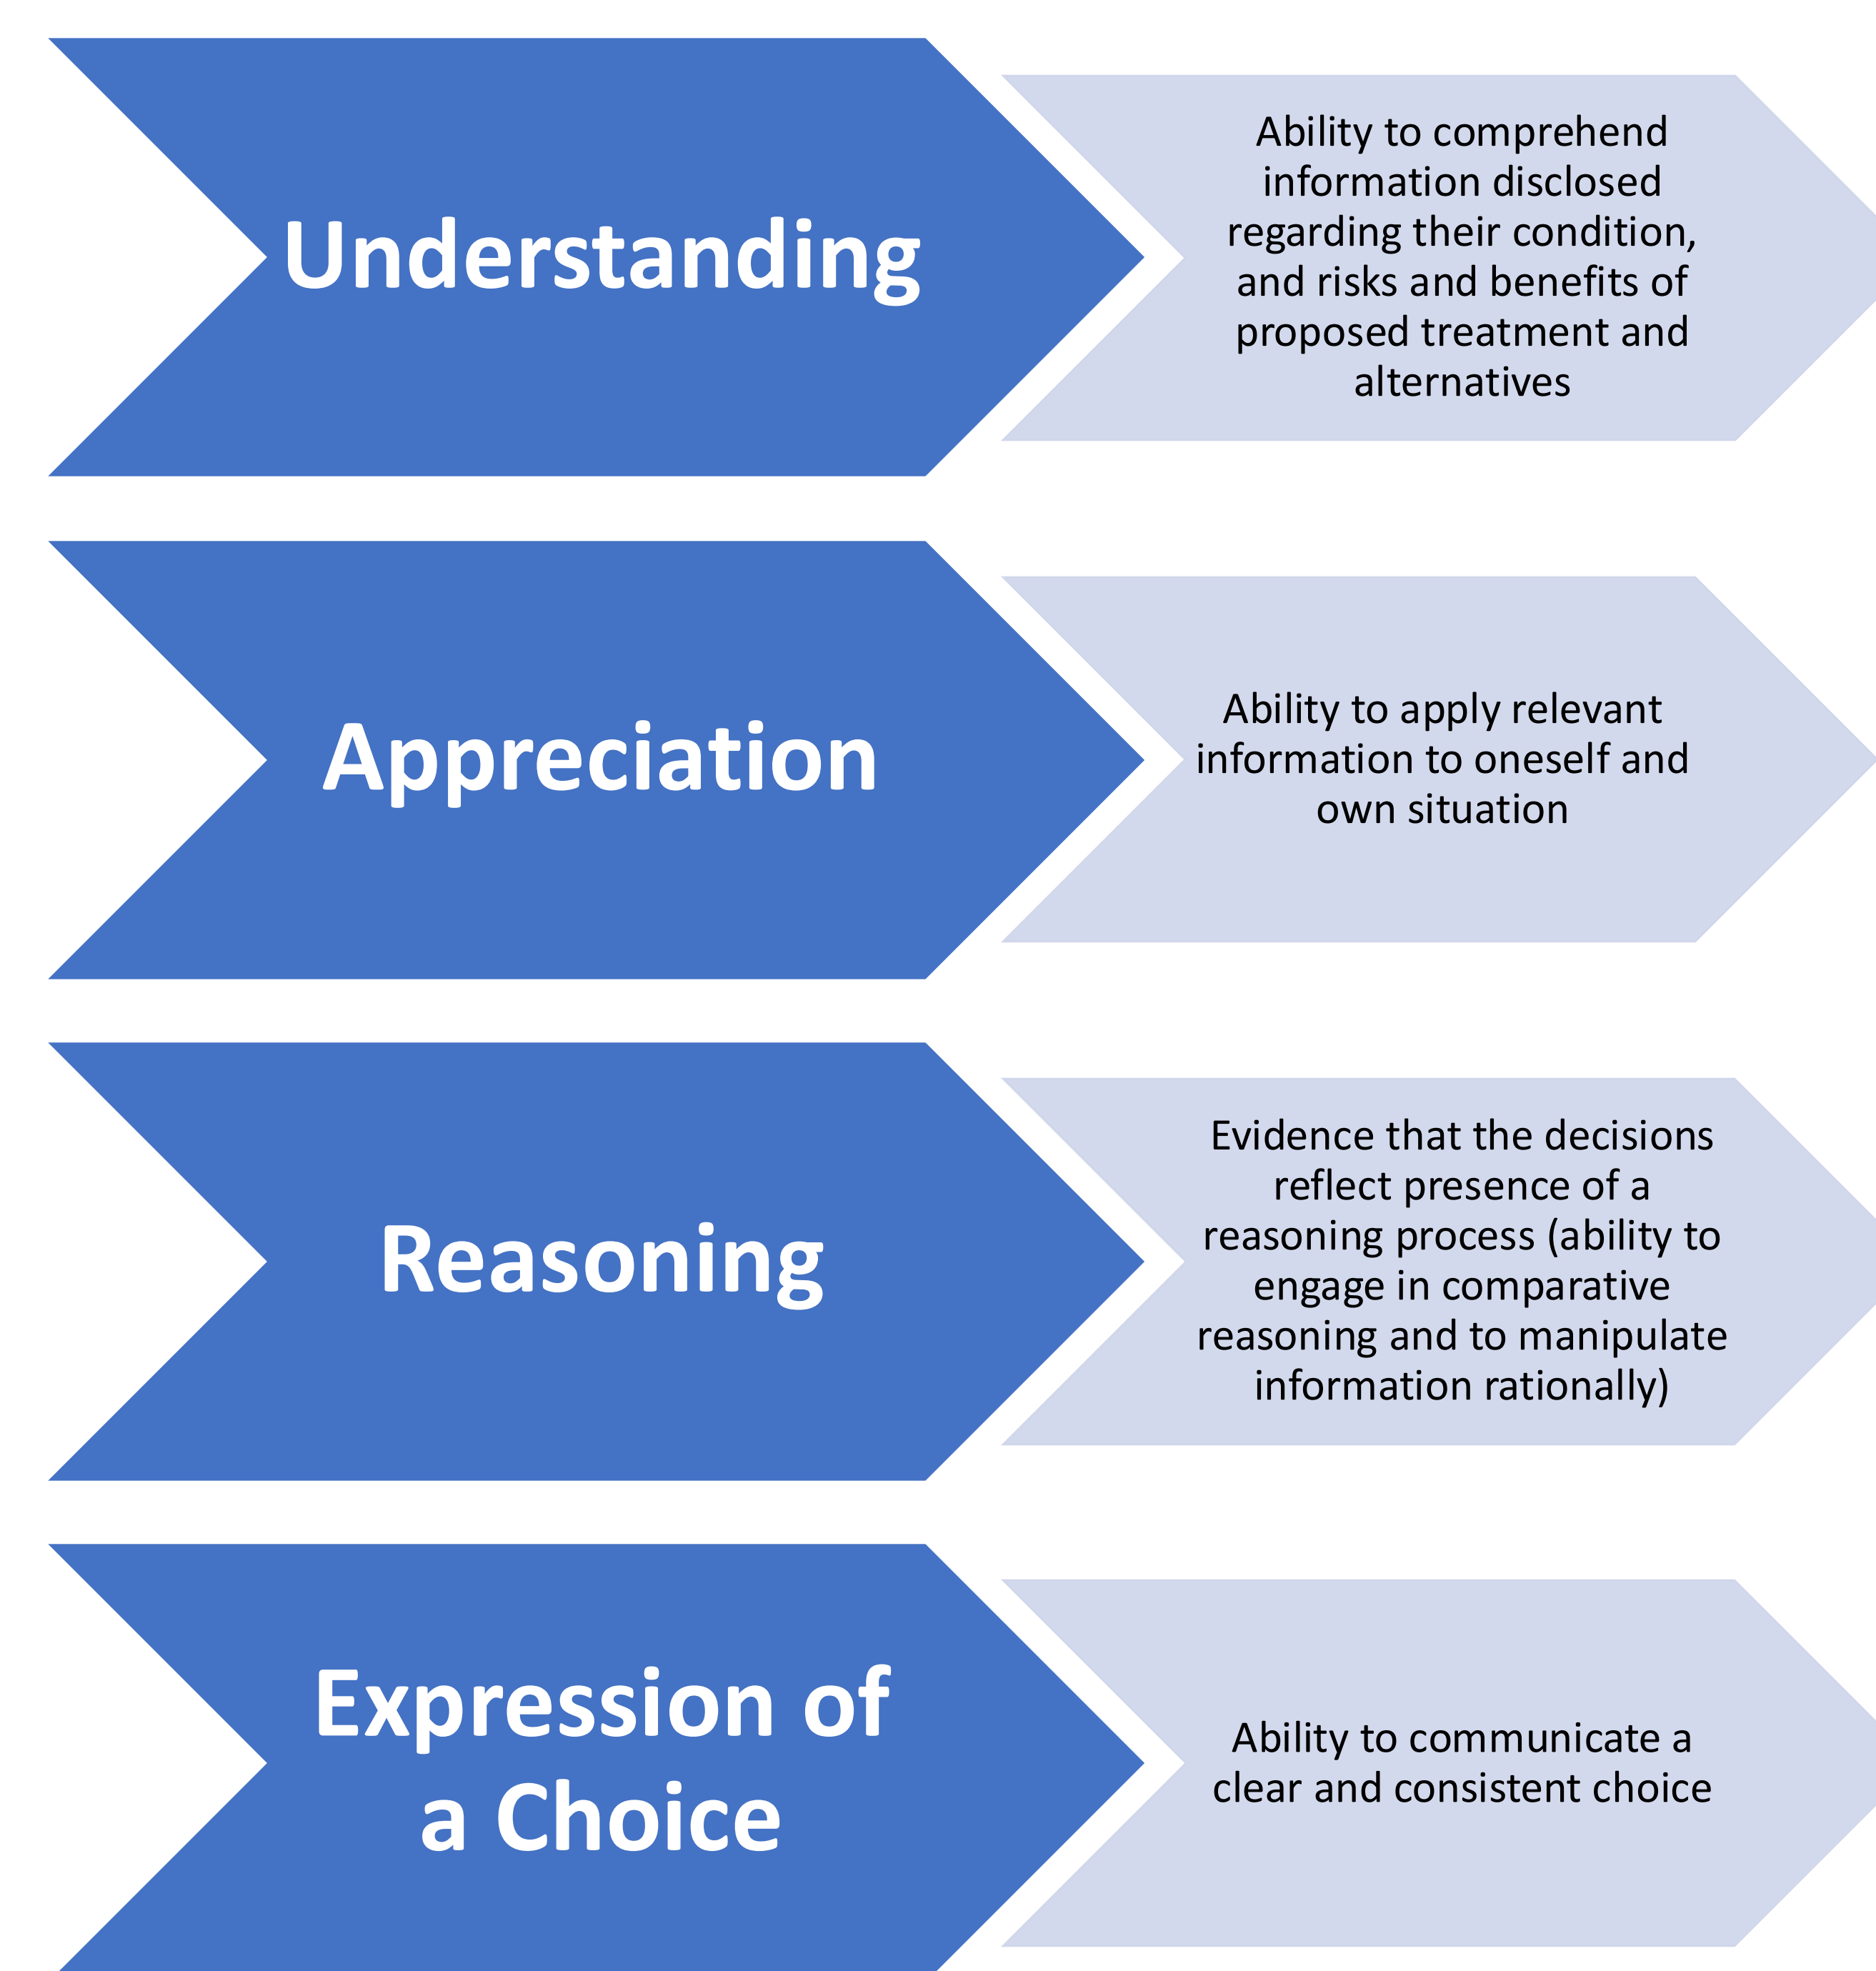 Understanding
Ability to comprehend
information disclosed
regarding their condition,
and risks and benefits of
proposed treatment and
alternatives
Appreciation
Ability to apply relevant
information to oneself and
own situation
Reasoning
Evidence that the decisions
reflect presence of a
reasoning process (ability to
engage in comparative
reasoning and to manipulate
information rationally)
Expression of
a Choice
Ability to communicate a
clear and consistent choice